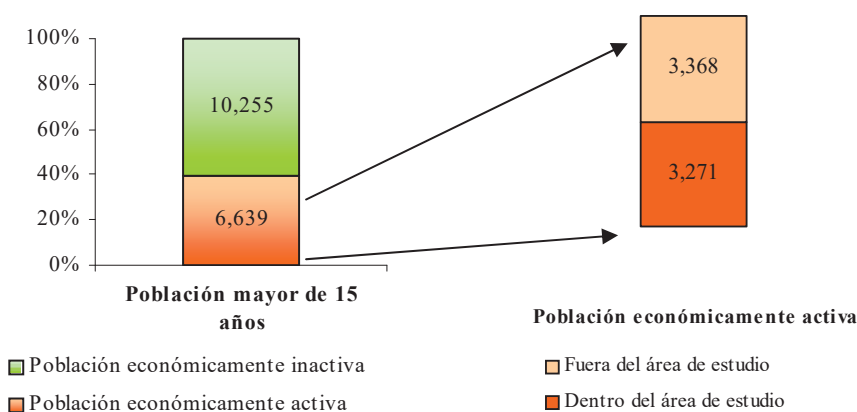 100%
80%
60%
40%
20%
0%
10,255
6,639
3,368
3,271
Población mayor de 15
años
Población económicamente activa
Población económicamente inactiva
Población económicamente activa
Fuera del área de estudio
Dentro del área de estudio